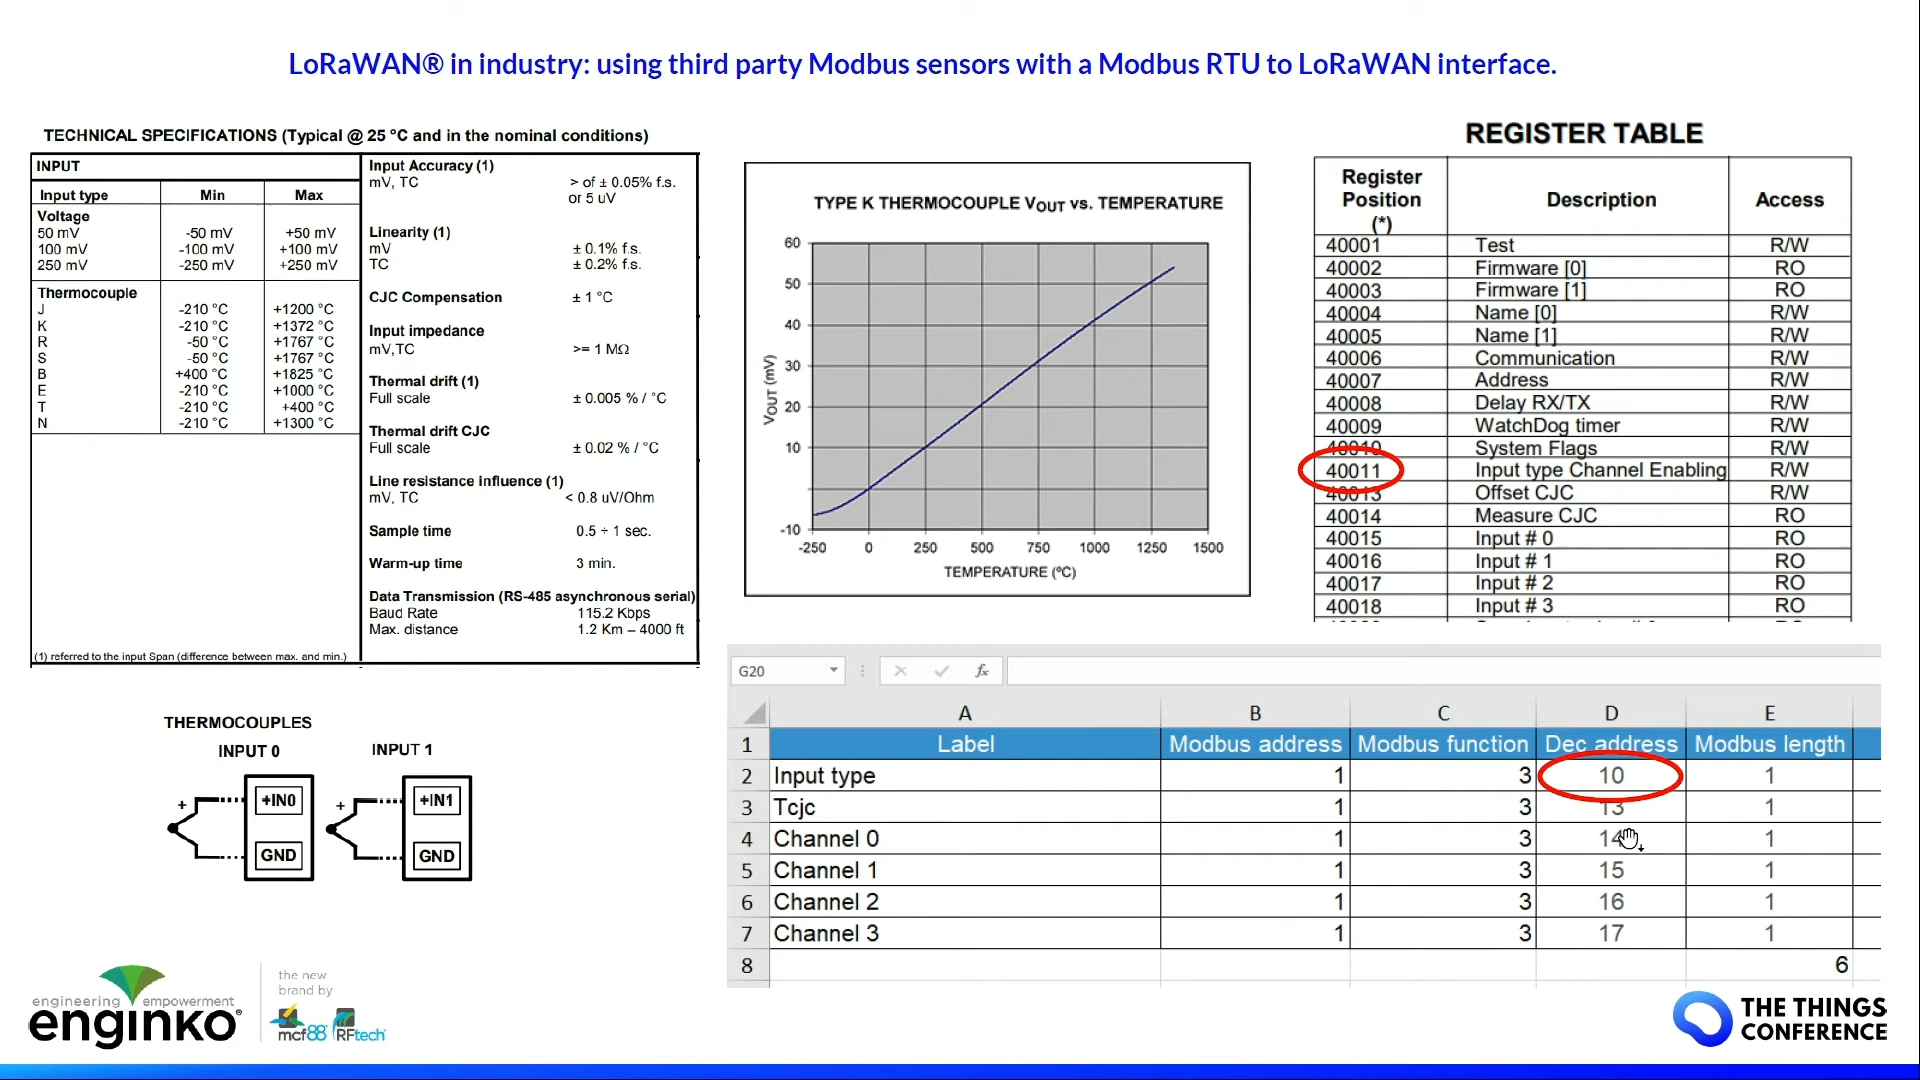 LoRaWAN® in industry: using third party Modbus sensors with a Modbus RTU to LoRaWAN interface.
TECHNICAL SPECIFICATIONS (Typical @ 25 °C and in the nominal conditions)
INPUT
Input type Min Max
Voltage
50 mV -50 mV +50 mV
100 mV -100 mV +100 mV
250 mV -250 mV +250 mV
Thermocouple
J -210 °C +1200 °C
K -210 °C +1372 °C
R -50 °C +1767 °C
S -50 °C +1767 °C
B +400 °C +1825 °C
E -210 °C +1000 °C
T -210 °C +400 °C
N -210 °C +1300 °C
(1) referred to the input Span (difference between max. and min.)
Input Accuracy (1)
mV, TC > of ± 0.05% f.s.
or 5 uV
Linearity (1)
mV ± 0.1% f.s.
TC ± 0.2% f.s.
CJC Compensation ± 1 °C
Input impedance
mV,TC >= 1 MΩ
Thermal drift (1)
Full scale ± 0.005 % / °C
Thermal drift CJC
Full scale ± 0.02 % / °C
Line resistance influence (1)
mV, TC < 0.8 uV/Ohm
Sample time 0.5 ÷ 1 sec.
Warm-up time 3 min.
Data Transmission (RS-485 asynchronous serial)
Baud Rate 115.2 Kbps
Max. distance 1.2 Km – 4000 ft
TYPE K THERMOCOUPLE VOUT vs. TEMPERATURE
60
50
40
30
20
10
-10
VOUT (mV)
-250 0 250 500 750 1000 1250 1500
TEMPERATURE (ºC)
REGISTER TABLE
Register
Position Description Access
(*)
40001 Test R/W
40002 Firmware [0] RO
40003 Firmware [1] RO
40004 Name [0] R/W
40005 Name [1] R/W
40006 Communication R/W
40007 Address R/W
40008 Delay RX/TX R/W
40009 WatchDog timer R/W
40010 System Flags R/W
40011 Input type Channel Enabling R/W
40013 Offset CJC R/W
40014 Measure CJC RO
40015 Input # 0 RO
40016 Input # 1 RO
40017 Input # 2 RO
40018 Input # 3 RO
THERMOCOUPLES
INPUT 0 INPUT 1
+ +IN0 + +IN1
GND GND
G20 fx
A B C D E
1 Label Modbus address Modbus function Dec address Modbus length
2 Input type 1 3 10 1
3 Tcjc 1 3 13 1
4 Channel 0 1 3 14 1
5 Channel 1 1 3 15 1
6 Channel 2 1 3 16 1
7 Channel 3 1 3 17 1
8 6
engineering empowerment
enginko®
the new
brand by
mcf88 RFtech
THE THINGS
CONFERENCE